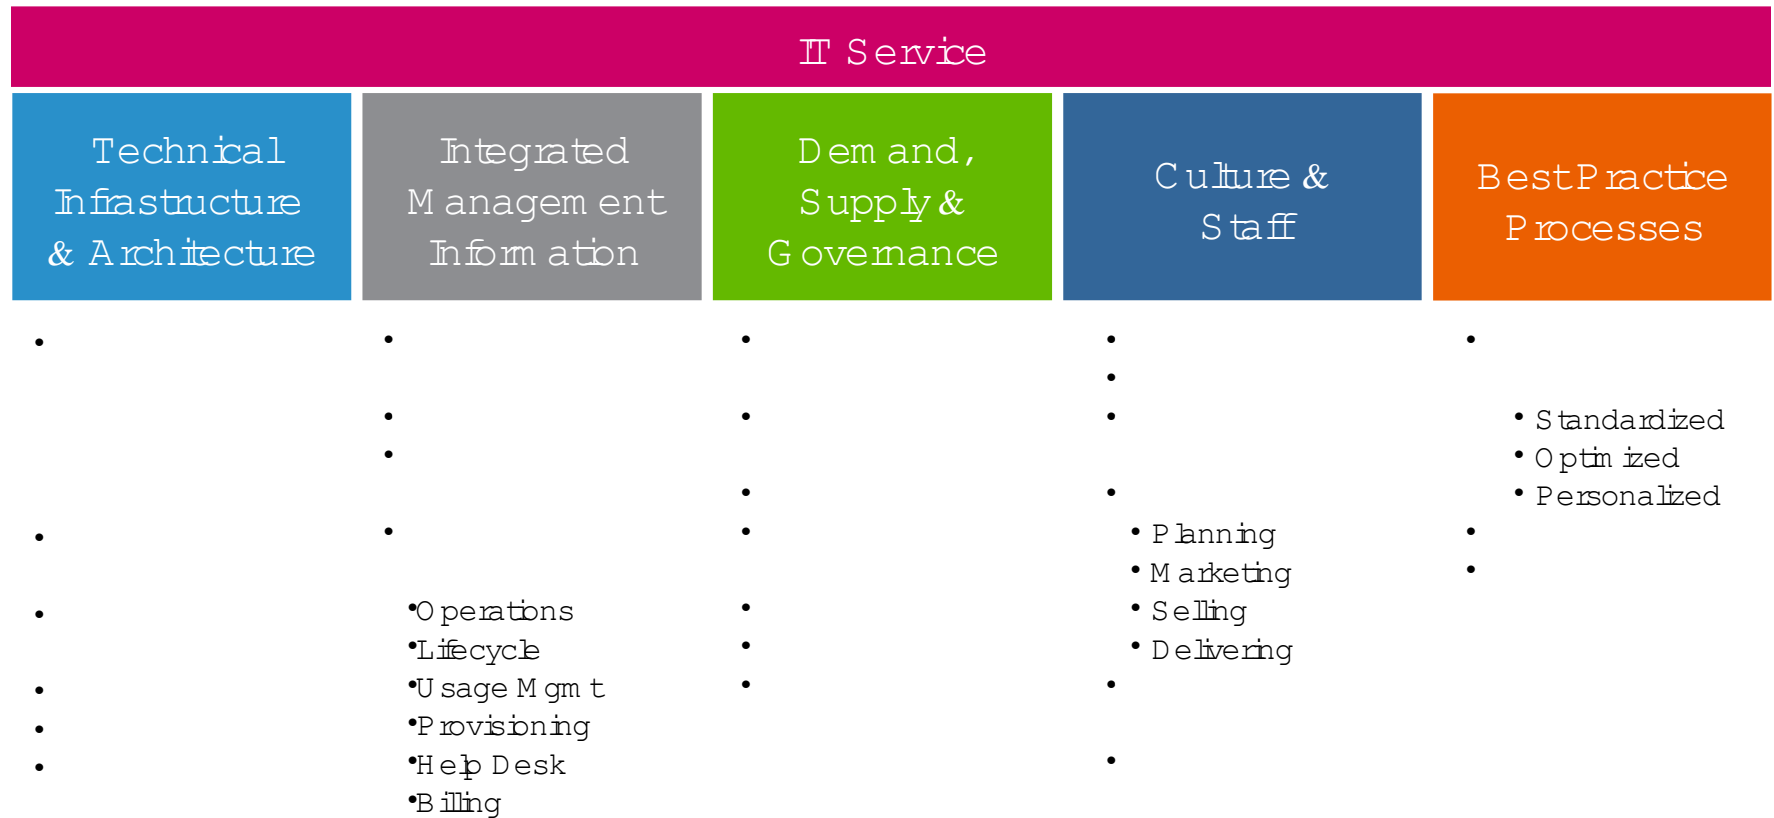 IT Service
Technical
Infrastructure
& Architecture
Integrated
Management
Information
Demand,
Supply &
Governance
Culture &
Staff
Best Practice
Processes
•
•
•
•
•
•
•
•
•
•
• Operations
• Lifecycle
• Usage Mgmt
• Provisioning
• Help Desk
• Billing
•
•
•
•
•
•
•
•
•
•
•
• Planning
• Marketing
• Selling
• Delivering
•
•
•
• Standardized
• Optimized
• Personalized
•
•